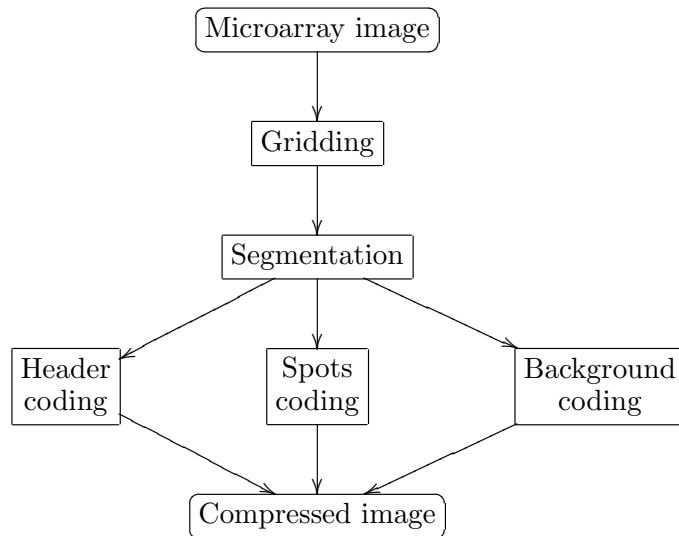 Microarray image
Gridding
Segmentation
Header
coding
Spots
coding
Background
coding
Compressed image